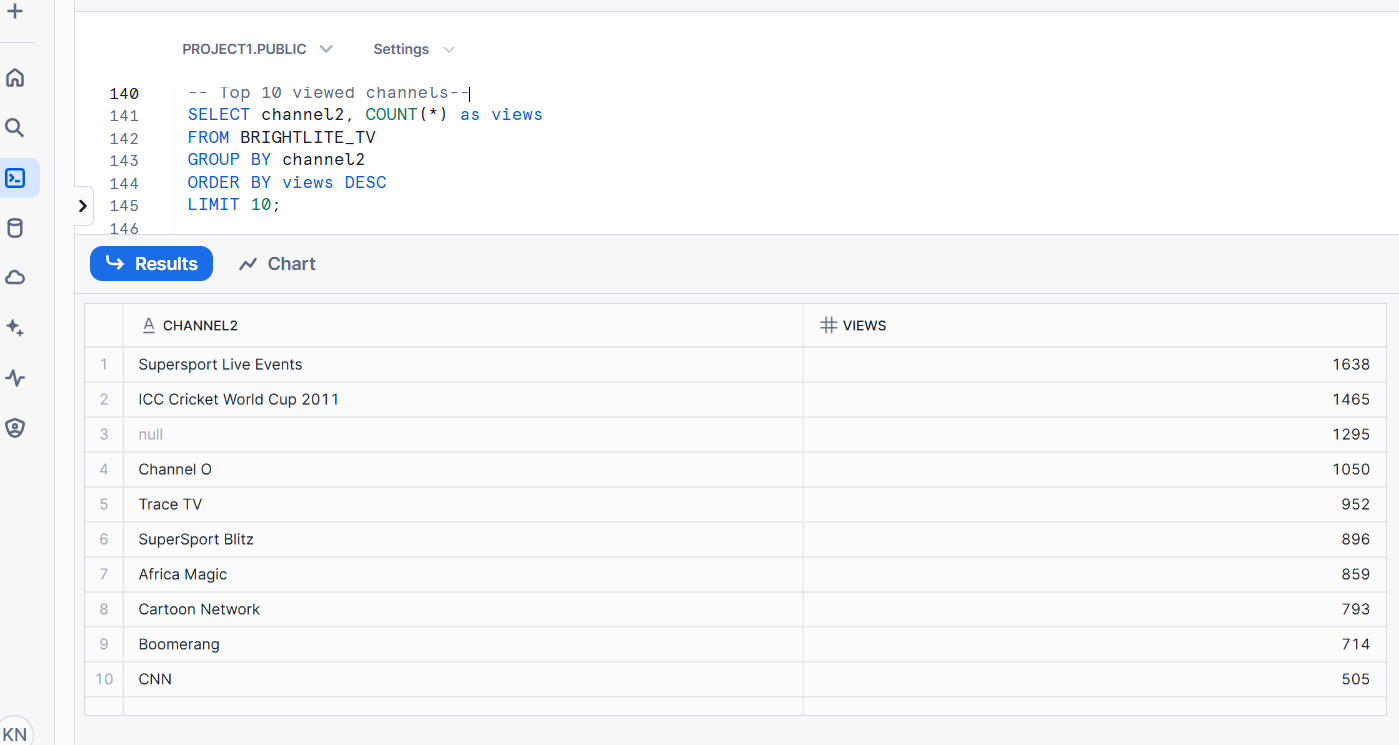 PROJECT1.PUBLIC Settings
140 -- Top 10 viewed channels--
141 SELECT channel2, COUNT(*) as views
142 FROM BRIGHTLITE_TV
143 GROUP BY channel2
144 ORDER BY views DESC
145 LIMIT 10;
146
Results Chart
CHANNEL2 VIEWS
1 Supersport Live Events 1638
2 ICC Cricket World Cup 2011 1465
3 null 1295
4 Channel O 1050
5 Trace TV 952
6 SuperSport Blitz 896
7 Africa Magic 859
8 Cartoon Network 793
9 Boomerang 714
10 CNN 505
KN